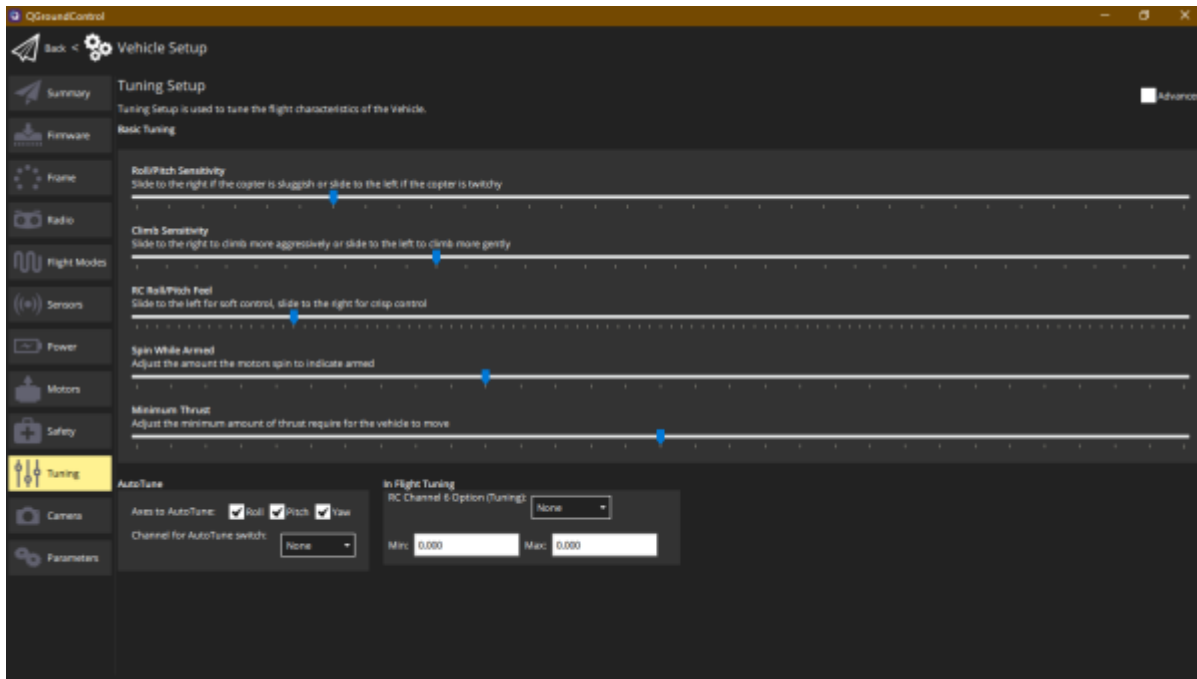 QGroundControl
Back < Vehicle Setup
Summary
Firmware
Frame
Radio
Flight Modes
Sensors
Power
Motors
Safety
Tuning
Camera
Parameters
Tuning Setup
Tuning Setup is used to tune the flight characteristics of the Vehicle.
Advance
Basic Tuning
Roll/Pitch Sensitivity
Slide to the right if the copter is sluggish or slide to the left if the copter is twitchy
Climb Sensitivity
Slide to the right to climb more aggressively or slide to the left to climb more gently
RC Roll/Pitch Feel
Slide to the left for soft control, slide to the right for crisp control
Spin While Armed
Adjust the amount the motors spin to indicate armed
Minimum Thrust
Adjust the minimum amount of thrust require for the vehicle to move
AutoTune
Axes to AutoTune: Roll Pitch Yaw
Channel for AutoTune switch: None
In Flight Tuning
RC Channel 6 Option (Tuning): None
Min: 0.000 Max: 0.000